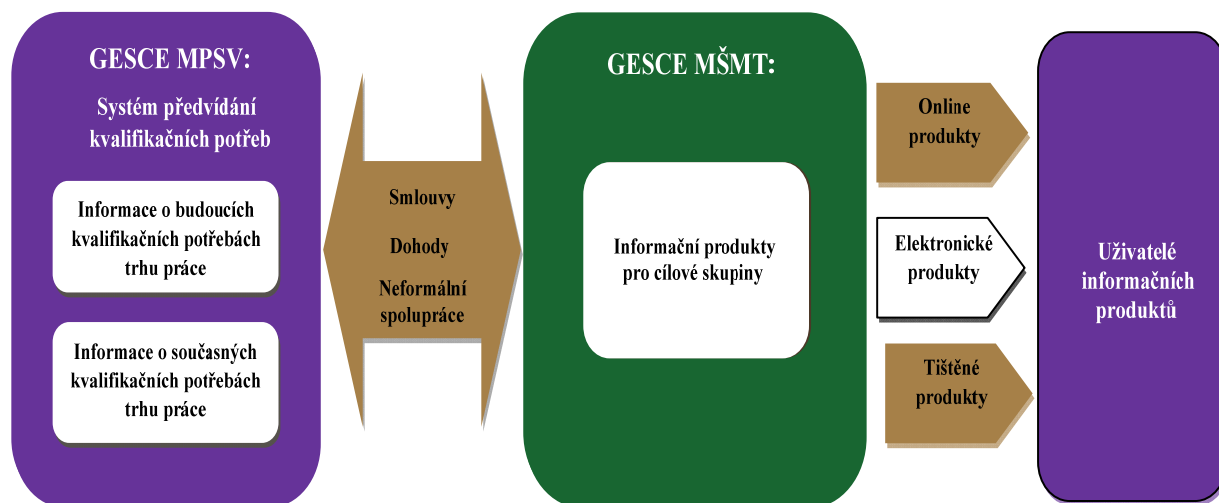 GESCE MPSV:
Systém předvídání
kvalifikačních potřeb
Informace o budoucích
kvalifikačních potřebách
trhu práce
Informace o současných
kvalifikačních potřebách
trhu práce
Smlouvy
Dohody
Neformální
spolupráce
GESCE MŠMT:
Informační produkty
pro cílové skupiny
Online
produkty
Elektronické
produkty
Tištěné
produkty
Uživatelé
informačních
produktů